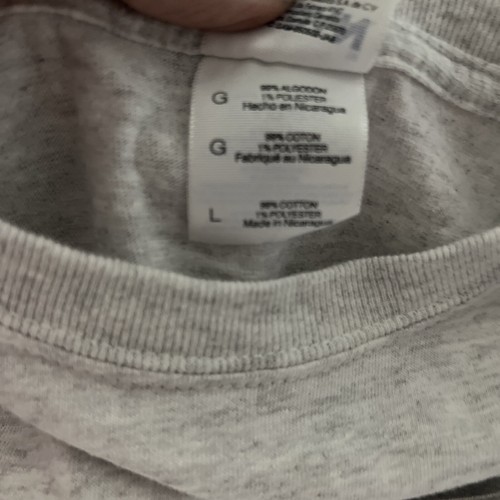 G
99% ALGODON
1% POLIESTER
Hecho en Nicaragua
G
99% COTON
1% POLYESTER
Fabriqué au Nicaragua
L
99% COTTON
1% POLYESTER
Made in Nicaragua